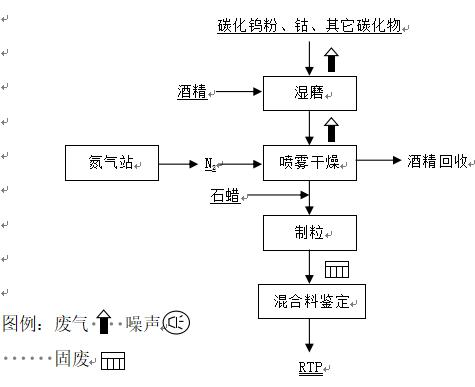 碳化钨粉、钴、其它碳化物
酒精
湿磨
氮气站
N₂
喷雾干燥
酒精回收
石蜡
制粒
混合料鉴定
图例：废气 噪声
固废
RTP